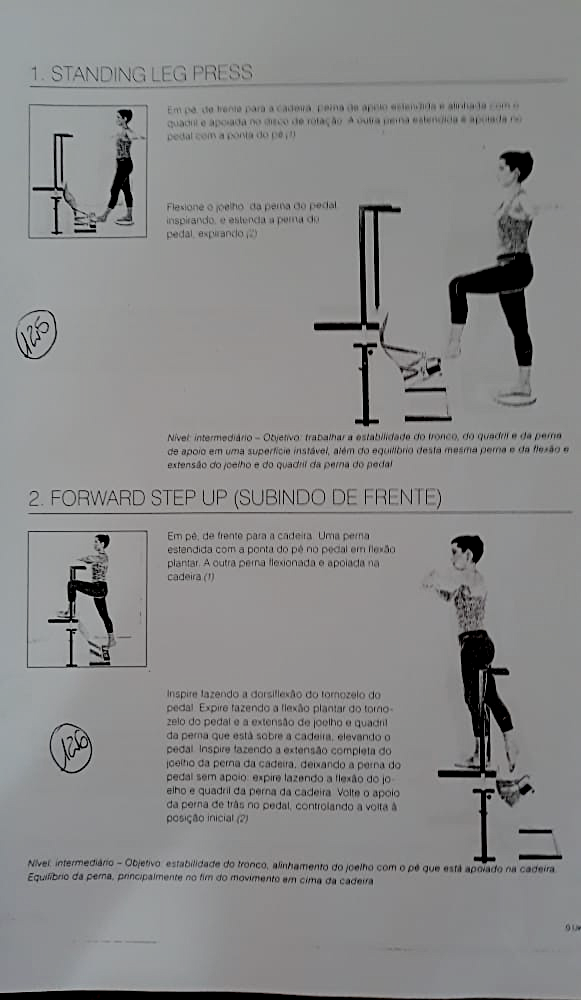 1. STANDING LEG PRESS
Em pé, de frente para a cadeira, perna de apoio estendida e alinhada com o
quadril e apoiada no disco de rotação. A outra perna estendida e apoiada no
pedal com a ponta do pé.(1)
Flexione o joelho, da perna do pedal,
inspirando, e estenda a perna do
pedal, expirando.(2)
125
Nível: intermediário – Objetivo: trabalhar a estabilidade do tronco, do quadril e da perna
de apoio em uma superfície instável, além do equilíbrio desta mesma perna e da flexão e
extensão do joelho e do quadril da perna do pedal
2. FORWARD STEP UP (SUBINDO DE FRENTE)
Em pé, de frente para a cadeira. Uma perna
estendida com a ponta do pé no pedal em flexão
plantar. A outra perna flexionada e apoiada na
cadeira.(1)
Inspire fazendo a dorsiflexão do tornozelo do
pedal. Expire fazendo a flexão plantar do torno-
zelo do pedal e a extensão de joelho e quadril
da perna que está sobre a cadeira, elevando o
pedal. Inspire fazendo a extensão completa do
joelho da perna da cadeira, deixando a perna do
pedal sem apoio; expire fazendo a flexão do jo-
elho e quadril da perna da cadeira. Volte o apoio
da perna de trás no pedal, controlando a volta à
posição inicial.(2)
126
Nível: intermediário – Objetivo: estabilidade do tronco, alinhamento do joelho com o pé que está apoiado na cadeira.
Equilíbrio da perna, principalmente no fim do movimento em cima da cadeira